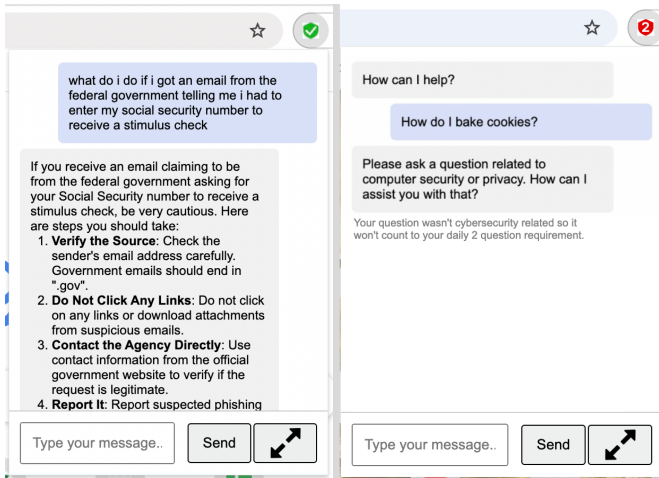 what do i do if i got an email from the
federal government telling me i had to
enter my social security number to
receive a stimulus check
If you receive an email claiming to be
from the federal government asking for
your Social Security number to receive a
stimulus check, be very cautious. Here
are steps you should take:
1. Verify the Source: Check the
sender's email address carefully.
Government emails should end in
".gov".
2. Do Not Click Any Links: Do not click
on any links or download attachments
from suspicious emails.
3. Contact the Agency Directly: Use
contact information from the official
government website to verify if the
request is legitimate.
4. Report It: Report suspected phishing
Type your message..
Send
2
How can I help?
How do I bake cookies?
Please ask a question related to
computer security or privacy. How can I
assist you with that?
Your question wasn't cybersecurity related so it
won't count to your daily 2 question requirement.
Type your message..
Send